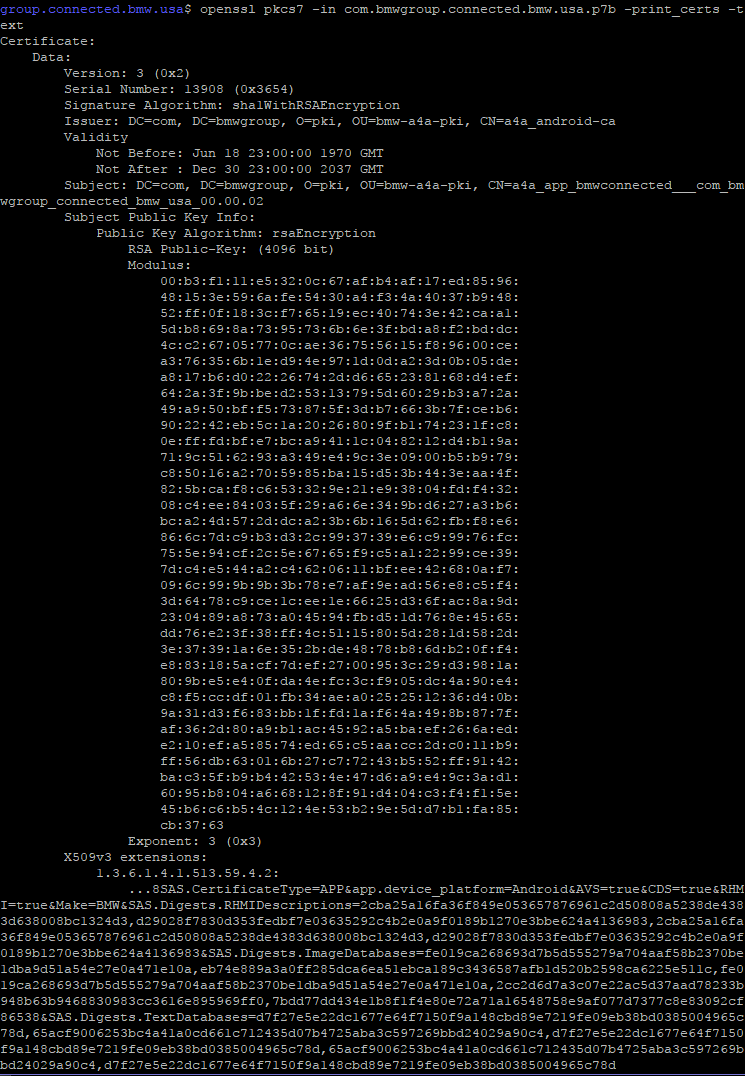 group.connected.bmw.usa$ openssl pkcs7 -in com.bmwgroup.connected.bmw.usa.p7b -print_certs -t
ext
Certificate:
Data:
Version: 3 (0x2)
Serial Number: 13908 (0x3654)
Signature Algorithm: sha1WithRSAEncryption
Issuer: DC=com, DC=bmwgroup, O=pki, OU=bmw-a4a-pki, CN=a4a_android-ca
Validity
Not Before: Jun 18 23:00:00 1970 GMT
Not After : Dec 30 23:00:00 2037 GMT
Subject: DC=com, DC=bmwgroup, O=pki, OU=bmw-a4a-pki, CN=a4a_app_bmwconnected___com_bm
wgroup_connected_bmw_usa_00.00.02
Subject Public Key Info:
Public Key Algorithm: rsaEncryption
RSA Public-Key: (4096 bit)
Modulus:
00:b3:f1:11:e5:32:0c:67:af:b4:af:17:ed:85:96:
48:15:3e:59:6a:fe:54:30:a4:f3:4a:40:37:b9:48:
52:ff:0f:18:3c:f7:65:19:ec:40:74:3e:42:ca:a1:
5d:b8:69:8a:73:95:73:6b:6e:3f:bd:a8:f2:bd:dc:
4c:c2:67:05:77:0c:ae:36:75:56:15:f8:96:00:ce:
a3:76:35:6b:1e:d9:4e:97:1d:0d:a2:3d:0b:05:de:
a8:17:b6:d0:22:26:74:2d:d6:65:23:81:68:d4:ef:
64:2a:3f:9b:be:d2:53:13:79:5d:60:29:b3:a7:2a:
49:a9:50:bf:f5:73:87:5f:3d:b7:66:3b:7f:ce:b6:
90:22:42:eb:5c:1a:20:26:80:9f:b1:74:23:1f:c8:
0e:ff:fd:bf:e7:bc:a9:41:1c:04:82:12:d4:b1:9a:
71:9c:51:62:93:a3:49:e4:9c:3e:09:00:b5:b9:79:
c8:50:16:a2:70:59:85:ba:15:d5:3b:44:3e:aa:4f:
82:5b:ca:f8:c6:53:32:9e:21:e9:38:04:fd:f4:32:
08:c4:ee:84:03:5f:29:a6:6e:34:9b:d6:27:a3:b6:
bc:a2:4d:57:2d:dc:a2:3b:6b:16:5d:62:fb:f8:e6:
86:6c:7d:c9:b3:d3:2c:99:37:39:e6:c9:99:76:fc:
75:5e:94:cf:2c:5e:67:65:f9:c5:a1:22:99:ce:39:
7d:c4:e5:44:a2:c4:62:06:11:bf:ee:42:68:0a:f7:
09:6c:99:9b:9b:3b:78:e7:af:9e:ad:56:e8:c5:f4:
3d:64:78:c9:ce:1c:ee:1e:66:25:d3:6f:ac:8a:9d:
23:04:89:a8:73:a0:45:94:fb:d5:1d:76:8e:45:65:
dd:76:e2:3f:38:ff:4c:51:15:80:5d:28:1d:58:2d:
3e:37:39:1a:6e:35:2b:de:48:78:b8:6d:b2:0f:f4:
e8:83:18:5a:cf:7d:ef:27:00:95:3c:29:d3:98:1a:
80:9b:e5:e4:0f:da:4e:fc:3c:f9:05:dc:4a:90:e4:
c8:f5:cc:df:01:fb:34:ae:a0:25:25:12:36:d4:0b:
9a:31:d3:f6:83:bb:1f:fd:1a:f6:4a:49:8b:87:7f:
af:36:2d:80:a9:b1:ac:45:92:a5:ba:ef:26:6a:ed:
e2:10:ef:a5:85:74:ed:65:c5:aa:cc:2d:c0:11:b9:
ff:56:db:63:01:6b:27:c7:72:43:b5:52:ff:91:42:
ba:c3:5f:b9:b4:42:53:4e:47:d6:a9:e4:9c:3a:d1:
60:95:b8:04:a6:68:12:8f:91:d4:04:c3:f4:f1:5e:
45:b6:c6:b5:4c:12:4e:53:b2:9e:5d:d7:b1:fa:85:
cb:37:63
Exponent: 3 (0x3)
X509v3 extensions:
1.3.6.1.4.1.513.59.4.2:
...8SAS.CertificateType=APP&app.device_platform=Android&AVS=true&CDS=true&RHM
I=true&Make=BMW&SAS.Digests.RHMIDescriptions=2cba25a16fa36f849e053657876961c2d50808a5238de438
3d638008bc1324d3,d29028f7830d353fedbf7e03635292c4b2e0a9f0189b1270e3bbe624a4136983,2cba25a16fa
36f849e053657876961c2d50808a5238de4383d638008bc1324d3,d29028f7830d353fedbf7e03635292c4b2e0a9f
0189b1270e3bbe624a4136983&SAS.Digests.ImageDatabases=fe019ca268693d7b5d555279a704aaf58b2370be
1dba9d51a54e27e0a471e10a,eb74e889a3a0ff285dca6ea51ebca189c3436587afb1d520b2598ca6225e511c,fe0
19ca268693d7b5d555279a704aaf58b2370be1dba9d51a54e27e0a471e10a,2cc2d6d7a3c07e22ac5d37aad78233b
948b63b9468830983cc3616e895969ff0,7bdd77dd434e1b8f1f4e80e72a71a16548758e9af077d7377c8e83092cf
86538&SAS.Digests.TextDatabases=d7f27e5e22dc1677e64f7150f9a148cbd89e7219fe09eb38bd0385004965c
78d,65acf9006253bc4a41a0cd661c712435d07b4725aba3c597269bbd24029a90c4,d7f27e5e22dc1677e64f7150
f9a148cbd89e7219fe09eb38bd0385004965c78d,65acf9006253bc4a41a0cd661c712435d07b4725aba3c597269b
bd24029a90c4,d7f27e5e22dc1677e64f7150f9a148cbd89e7219fe09eb38bd0385004965c78d